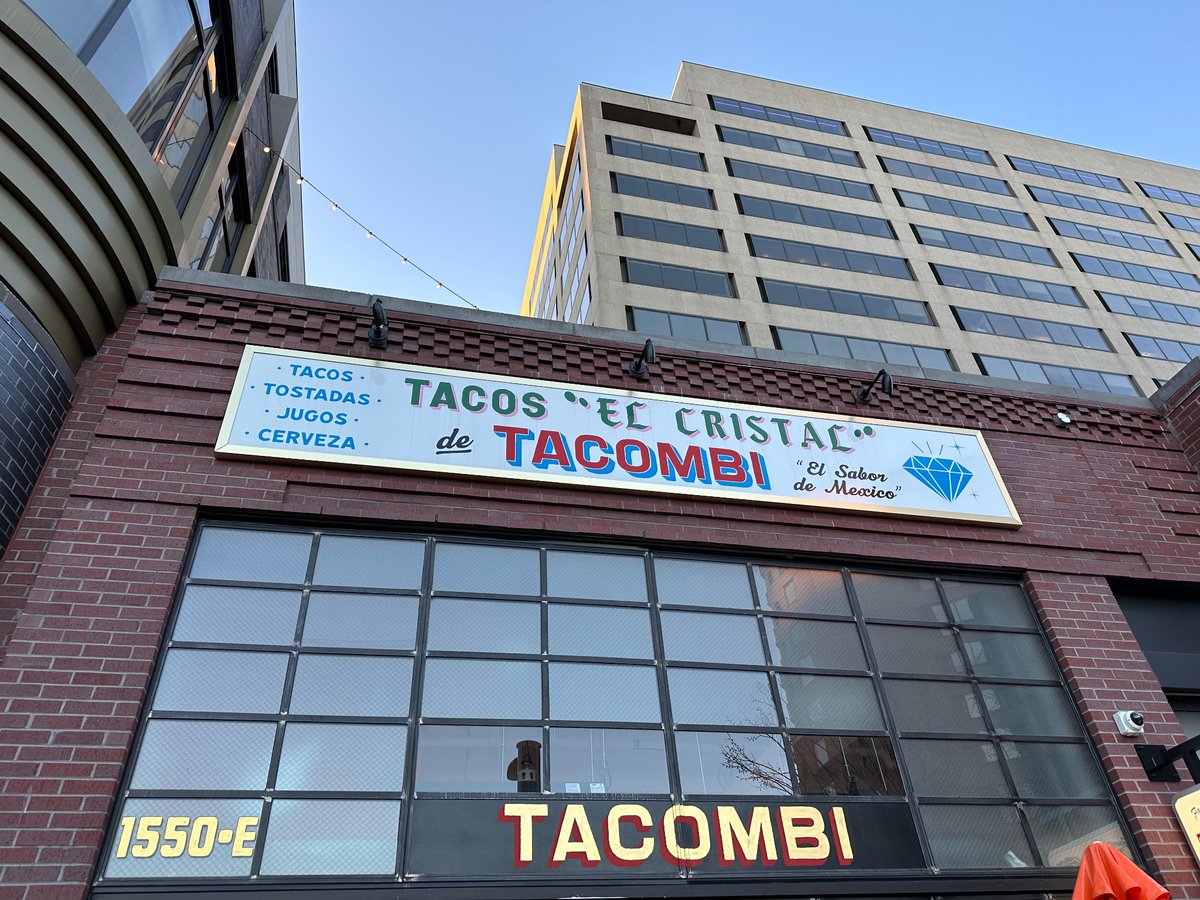 · TACOS ·
· TOSTADAS ·
· JUGOS ·
· CERVEZA ·
TACOS "EL CRISTAL"
de TACOMBI
"El Sabor
de Mexico"
1550·E
TACOMBI